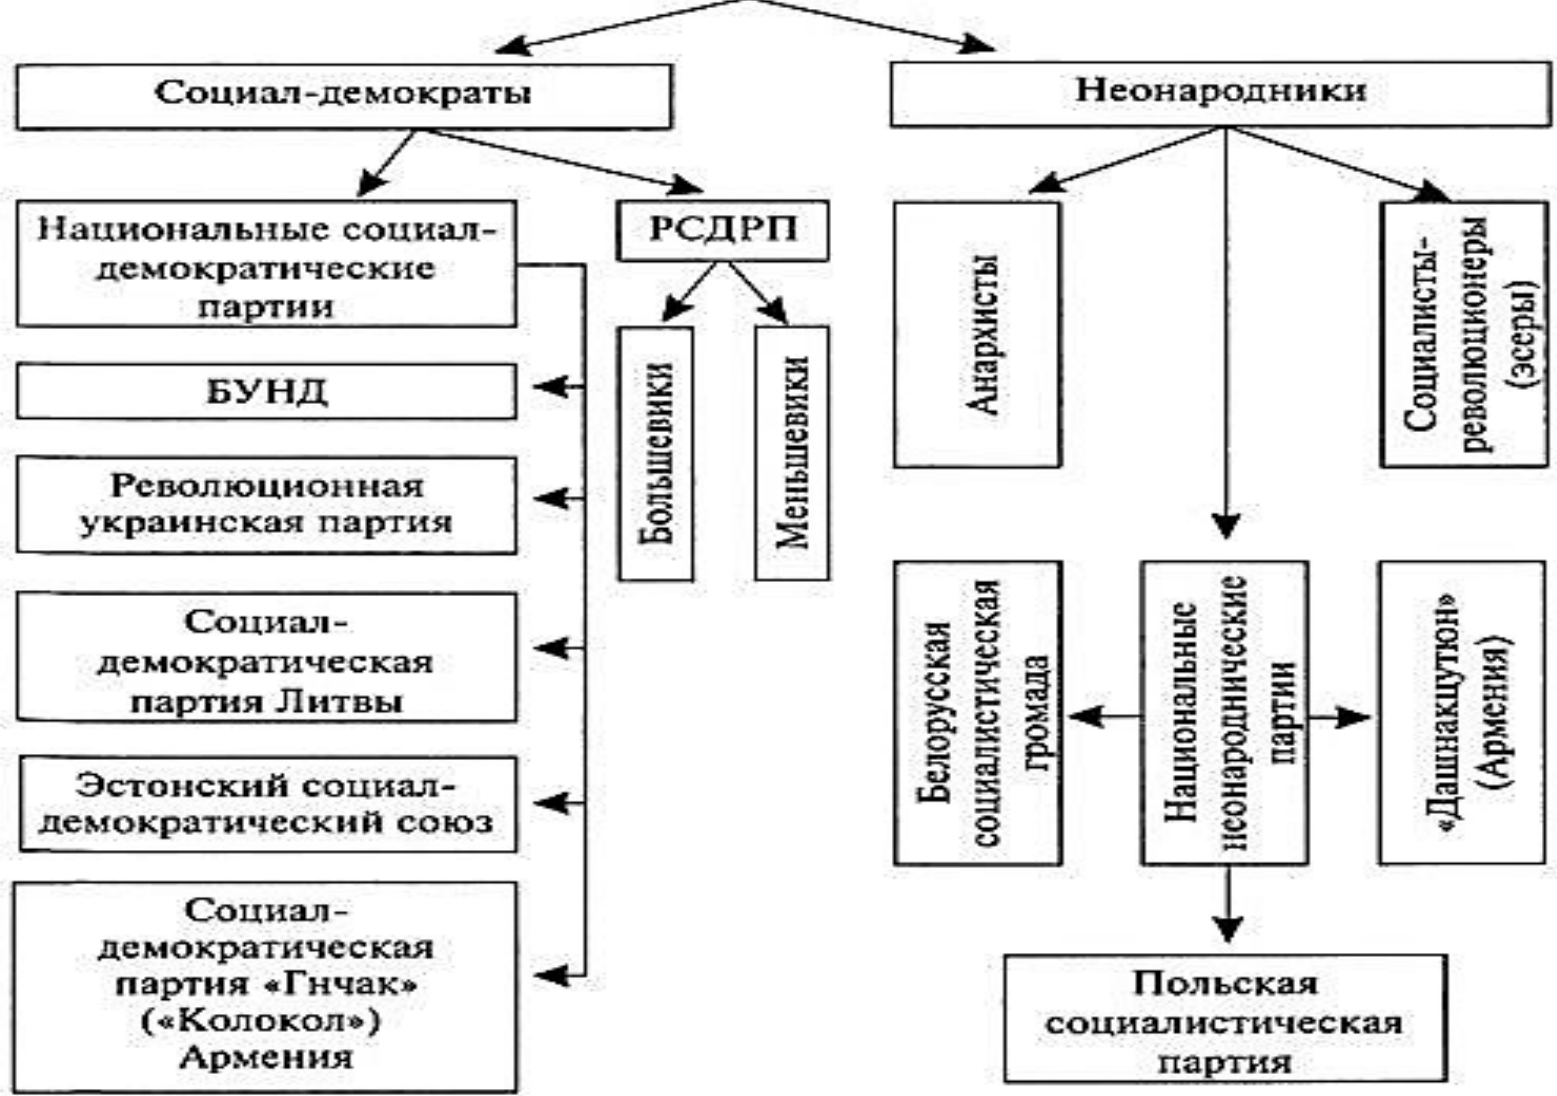 Социал-демократы
Неонародники
Национальные социал-
демократические
партии
РСДРП
БУНД
Революционная
украинская партия
Социал-
демократическая
партия Литвы
Эстонский социал-
демократический союз
Социал-
демократическая
партия «Гнчак»
(«Колокол»)
Армения
Большевики
Меньшевики
Анархисты
Социалисты-
революционеры
(эсеры)
Белорусская
социалистическая
громада
Национальные
неонароднические
партии
«Дашнакцутюн»
(Армения)
Польская
социалистическая
партия